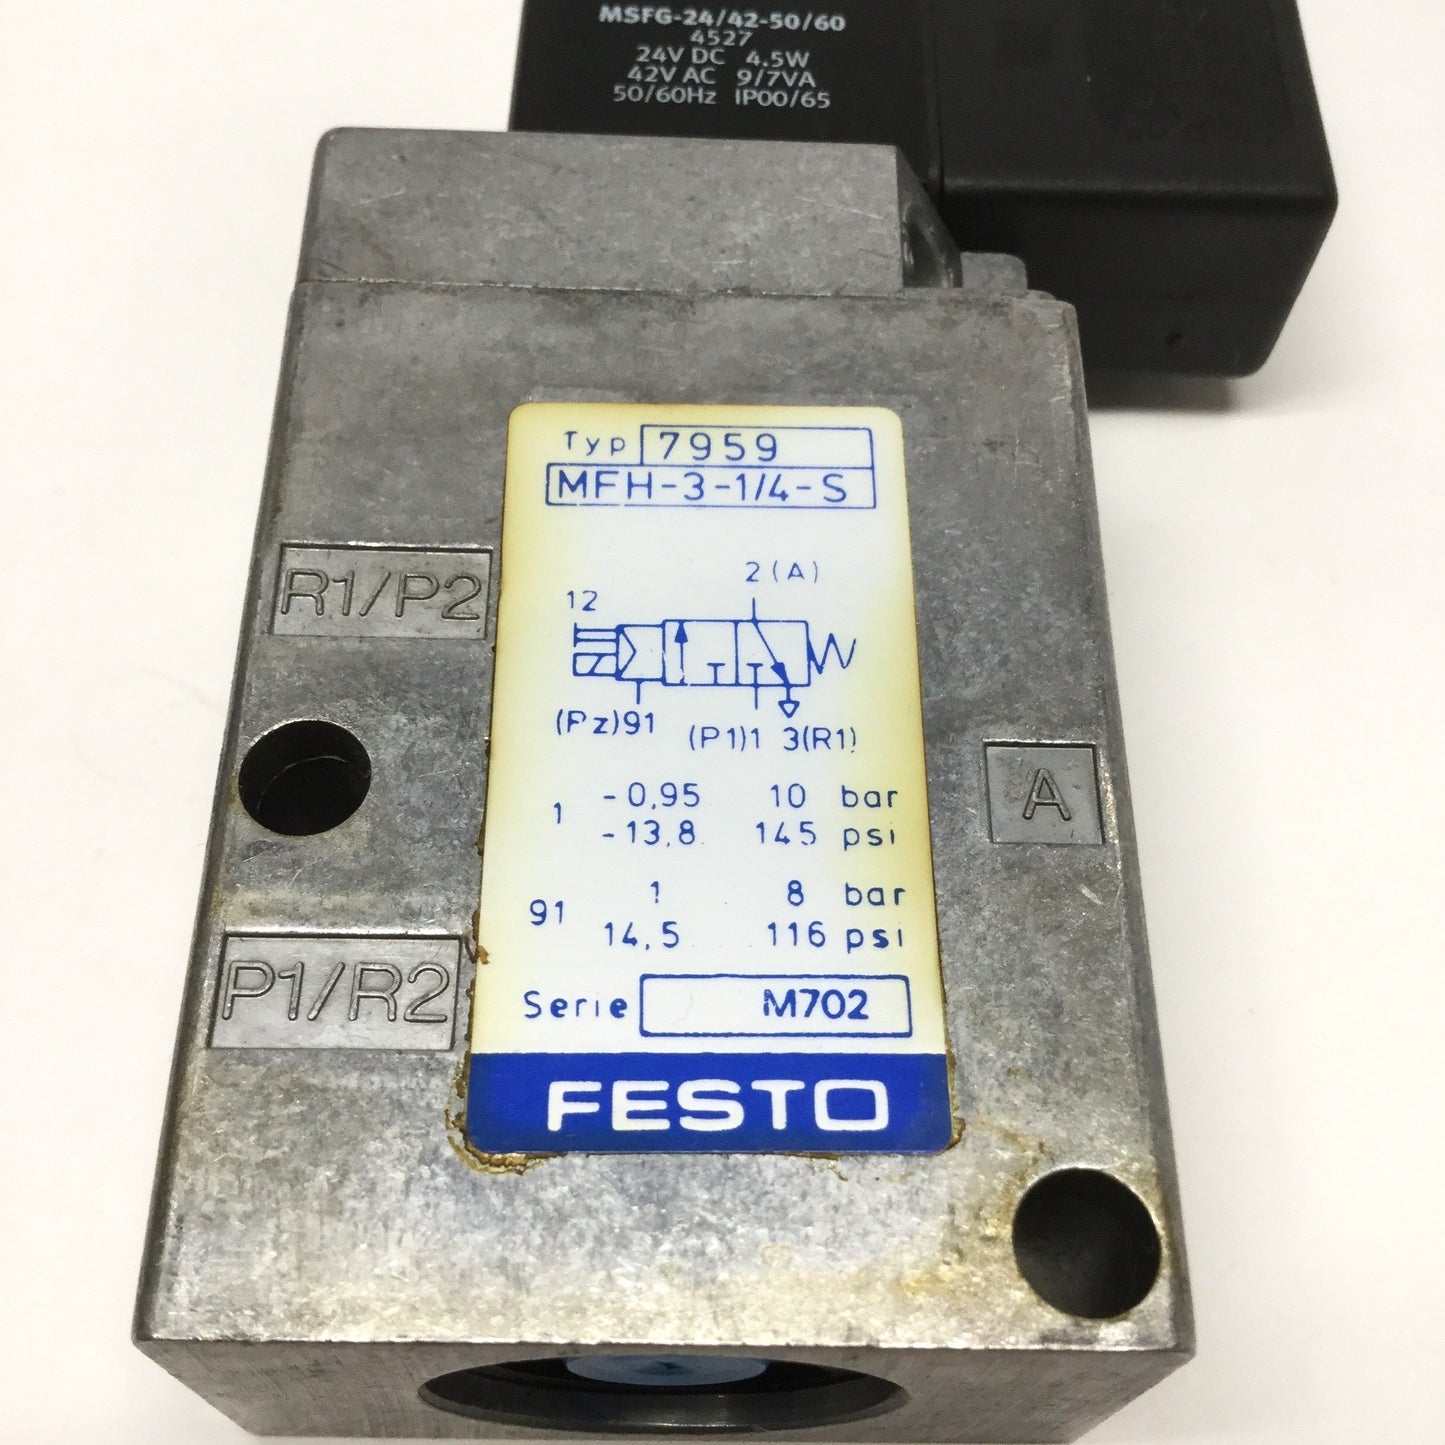 MSFG-24/42-50/60
4527
24V DC 4.5W
42V AC 9/7VA
50/60Hz IP00/65
Typ 7959
MFH-3-1/4-S
R1/P2
2(A)
12
(Pz)91 (P1)1 3(R1)
A
1 -0,95 10 bar
-13,8 145 psi
91 1 8 bar
14,5 116 psi
P1/R2
Serie M702
FESTO